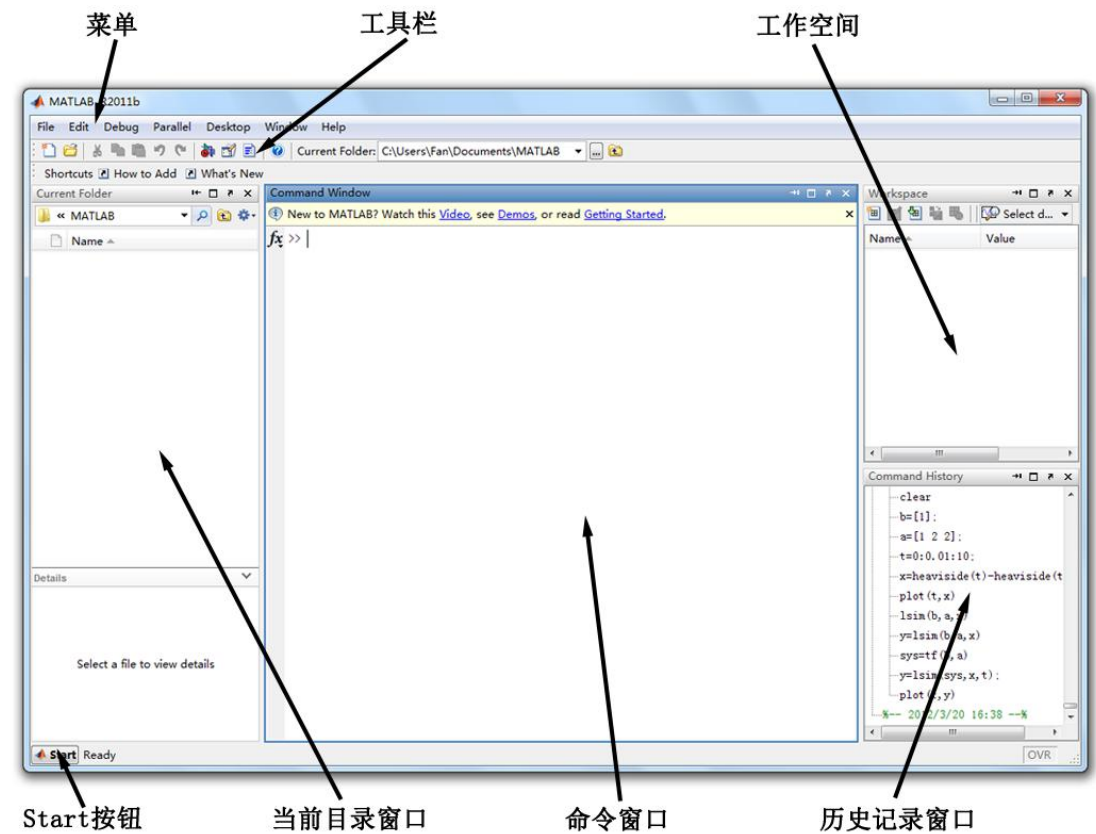 菜单 工具栏 工作空间
MATLAB R2011b
File Edit Debug Parallel Desktop Window Help
Current Folder: C:\Users\Fan\Documents\MATLAB
Shortcuts How to Add What's New
Current Folder
« MATLAB
Name
Details
Select a file to view details
Command Window
New to MATLAB? Watch this Video, see Demos, or read Getting Started.
fx >>
Workspace
Select d...
Name Value
Command History
clear
b=[1];
a=[1 2 2];
t=0:0.01:10;
x=heaviside(t)-heaviside(t
plot(t,x)
lsim(b,a,x)
y=lsim(b,a,x)
sys=tf(b,a)
y=lsim(sys,x,t);
plot(t,y)
%-- 2012/3/20 16:38 --%
Start Ready OVR
Start按钮 当前目录窗口 命令窗口 历史记录窗口